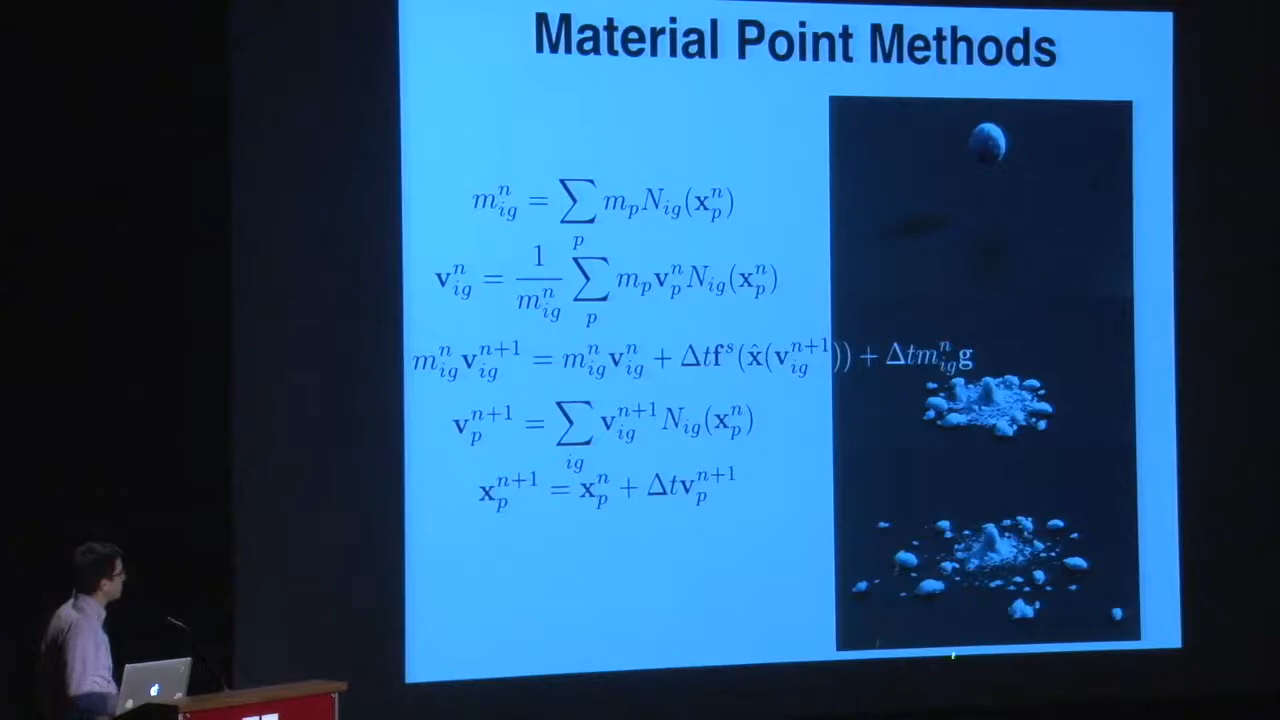 Material Point Methods
$m_{ig}^{n} = \sum_{p} m_p N_{ig}(\mathbf{x}_p^n)$
$\mathbf{v}_{ig}^{n} = \frac{1}{m_{ig}^n} \sum_{p} m_p \mathbf{v}_p^n N_{ig}(\mathbf{x}_p^n)$
$m_{ig}^n \mathbf{v}_{ig}^{n+1} = m_{ig}^n \mathbf{v}_{ig}^n + \Delta t \mathbf{f}^s(\hat{\mathbf{x}}(\mathbf{v}_{ig}^{n+1})) + \Delta t m_{ig}^n \mathbf{g}$
$\mathbf{v}_p^{n+1} = \sum_{ig} \mathbf{v}_{ig}^{n+1} N_{ig}(\mathbf{x}_p^n)$
$\mathbf{x}_p^{n+1} = \mathbf{x}_p^n + \Delta t \mathbf{v}_p^{n+1}$